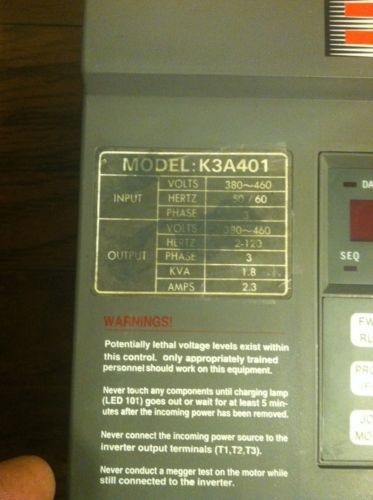 MODEL: K3A401
INPUT VOLTS 380~460
HERTZ 50 / 60
PHASE 3
OUTPUT VOLTS 380~460
HERTZ 2-120
PHASE 3
KVA 1.8
AMPS 2.3
SEQ
WARNINGS!
Potentially lethal voltage levels exist within
this control. only appropriately trained
personnel should work on this equipment.
Never touch any components until charging lamp
(LED 101) goes out or wait for at least 5 min-
utes after the incoming power has been removed.
Never connect the incoming power source to the
inverter output terminals (T1,T2,T3).
Never conduct a megger test on the motor while
still connected to the inverter.